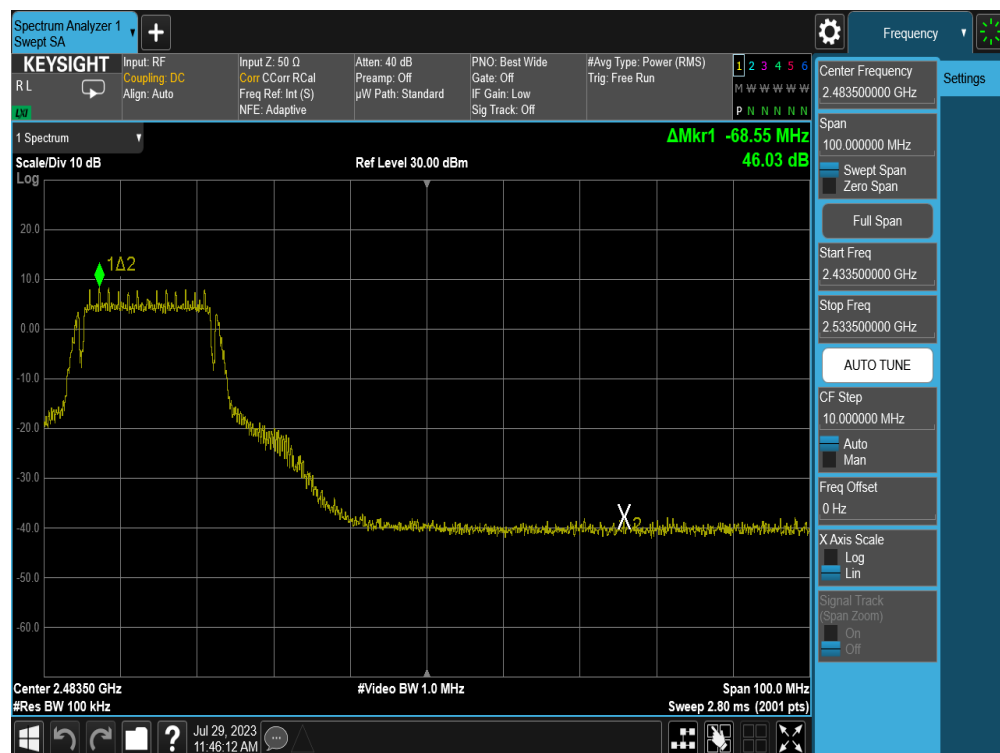 Spectrum Analyzer 1
Swept SA
+
Frequency
KEYSIGHT
R L
LXI
Input: RF
Coupling: DC
Align: Auto
Input Z: 50 Ω
Corr CCorr RCal
Freq Ref: Int (S)
NFE: Adaptive
Atten: 40 dB
Preamp: Off
µW Path: Standard
PNO: Best Wide
Gate: Off
IF Gain: Low
Sig Track: Off
#Avg Type: Power (RMS)
Trig: Free Run
1 2 3 4 5 6
M W W W W W
P N N N N N
1 Spectrum
Scale/Div 10 dB
Log
Ref Level 30.00 dBm
ΔMkr1 -68.55 MHz
46.03 dB
20.0
10.0
0.00
-10.0
-20.0
-30.0
-40.0
-50.0
-60.0
1Δ2
X2
Center 2.48350 GHz
#Res BW 100 kHz
#Video BW 1.0 MHz
Span 100.0 MHz
Sweep 2.80 ms (2001 pts)
Center Frequency
2.483500000 GHz
Settings
Span
100.000000 MHz
Swept Span
Zero Span
Full Span
Start Freq
2.433500000 GHz
Stop Freq
2.533500000 GHz
AUTO TUNE
CF Step
10.000000 MHz
Auto
Man
Freq Offset
0 Hz
X Axis Scale
Log
Lin
Signal Track
(Span Zoom)
On
Off
?
Jul 29, 2023
11:46:12 AM